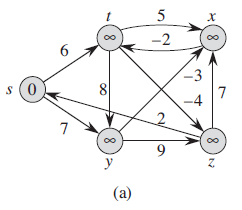 t 5 x
∞ −2 ∞
6
s 0 8 −3 −4 7
7 2
∞ 9 ∞
y z
(a)